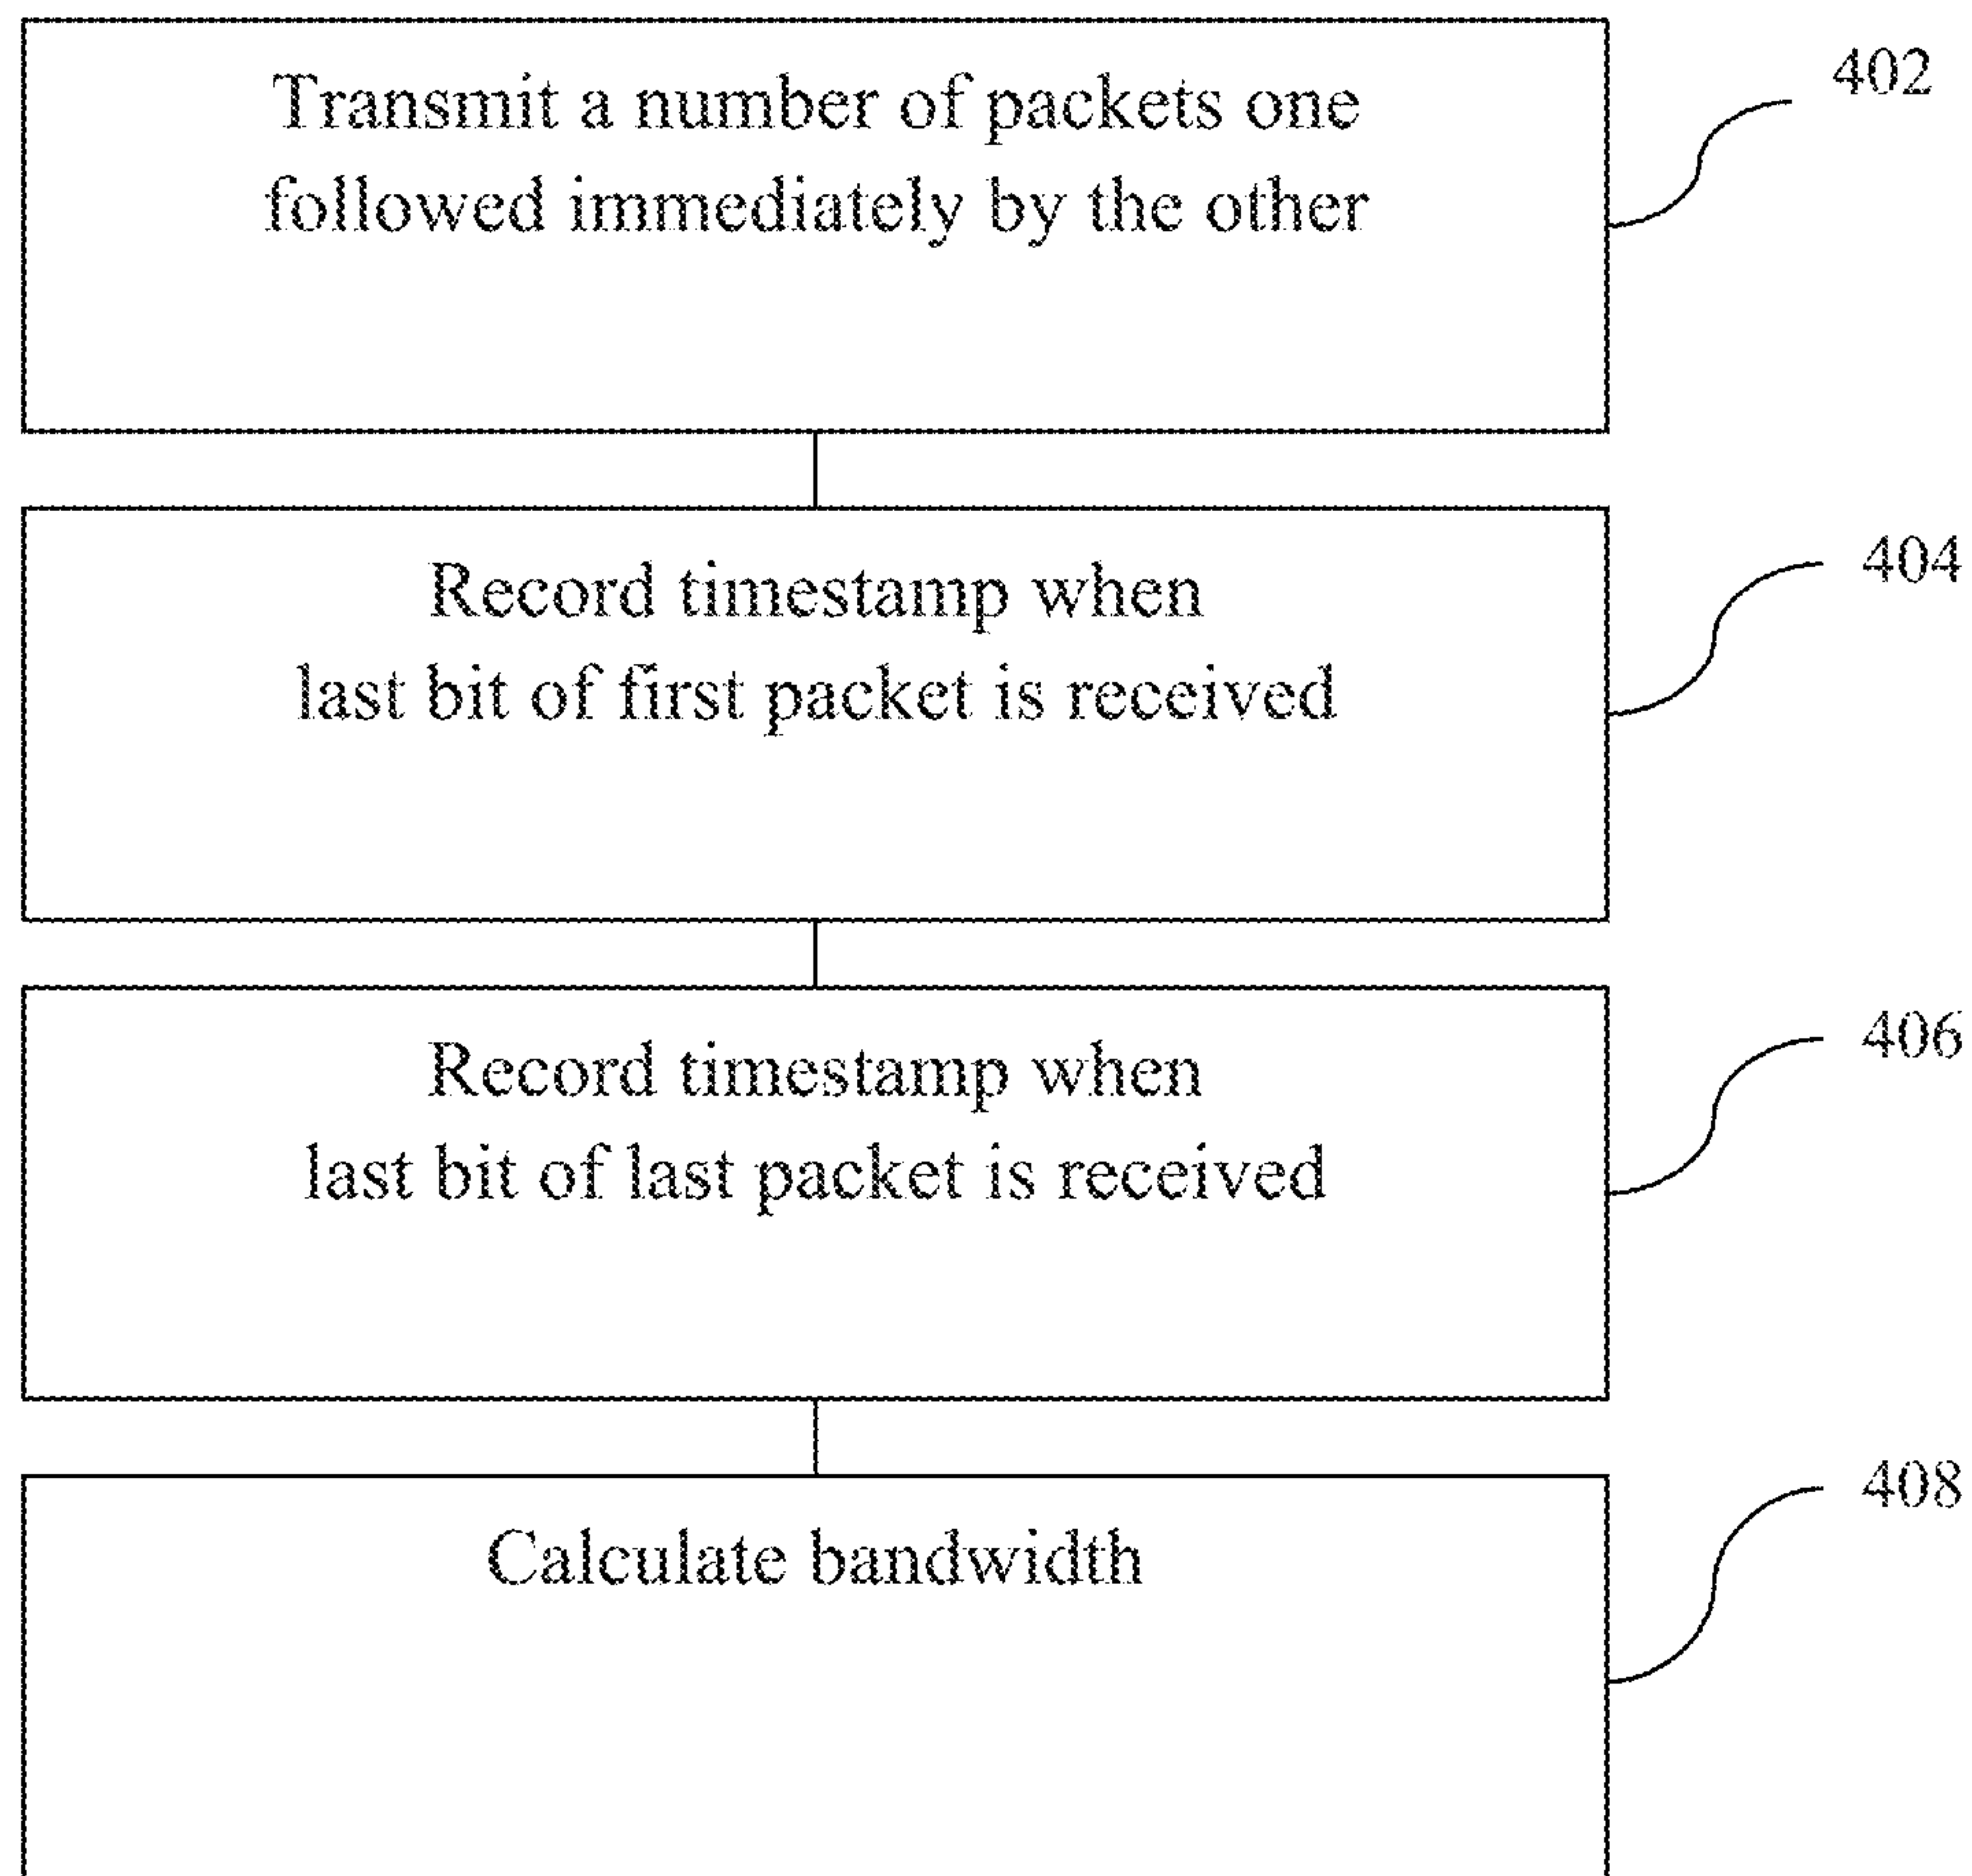 Transmit a number of packets one
followed immediately by the other
402
Record timestamp when
last bit of first packet is received
404
Record timestamp when
last bit of last packet is received
406
Calculate bandwidth
408